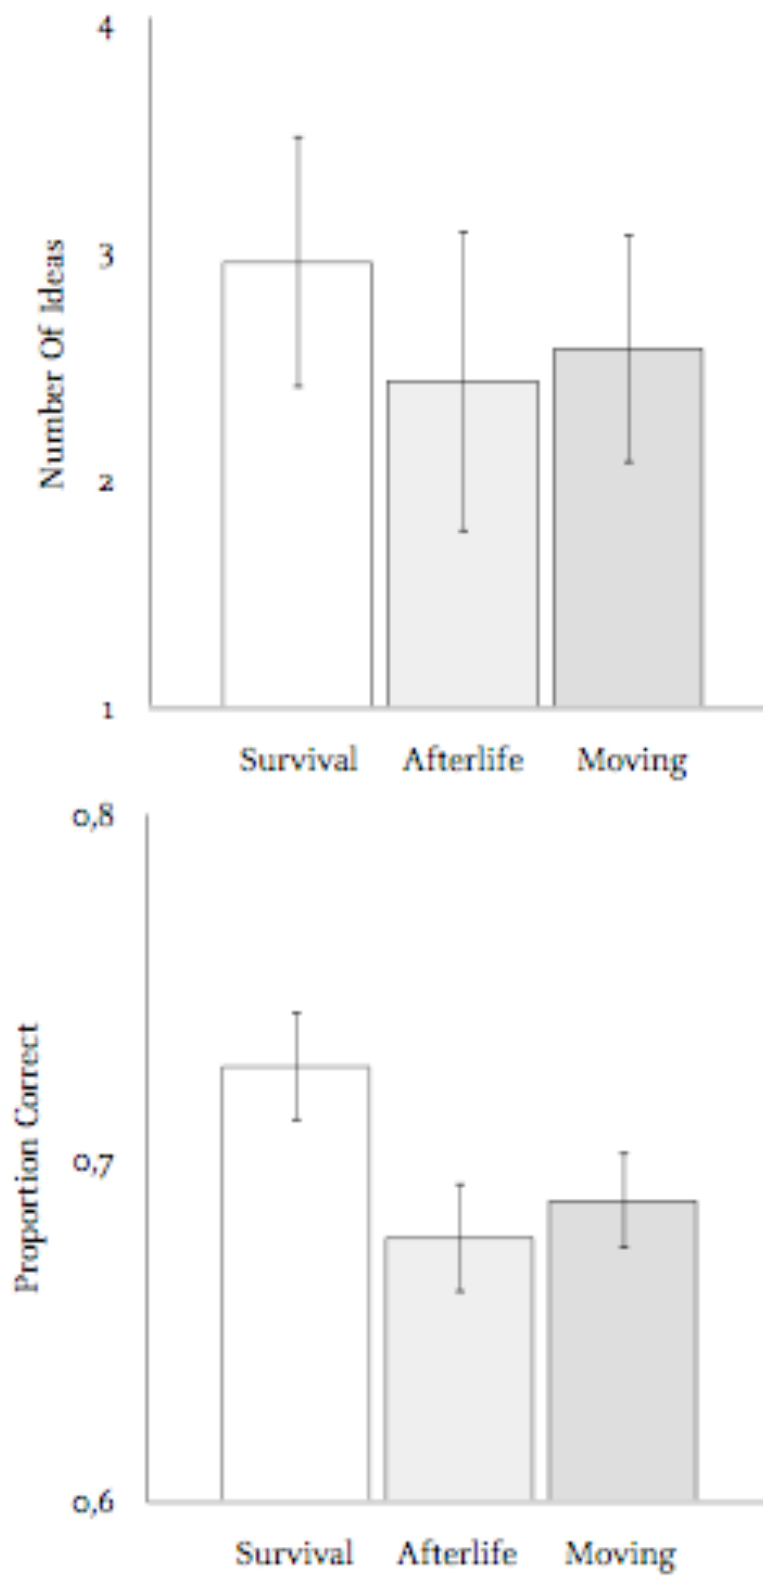 4
3
2
1
Number Of Ideas
Survival Afterlife Moving
0,8
0,7
0,6
Proportion Correct
Survival Afterlife Moving